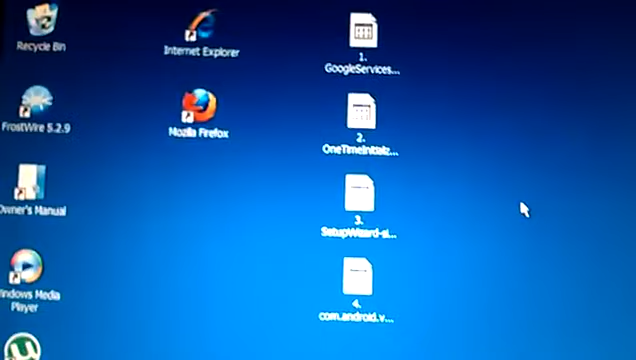 Recycle Bin
FrostWire 5.2.9
Owner's Manual
Windows Media
Player
Internet Explorer
Mozilla Firefox
1.
GoogleServices...
2.
OneTimeInitializ...
3.
SetupWizard-si...
4.
com.android.v...